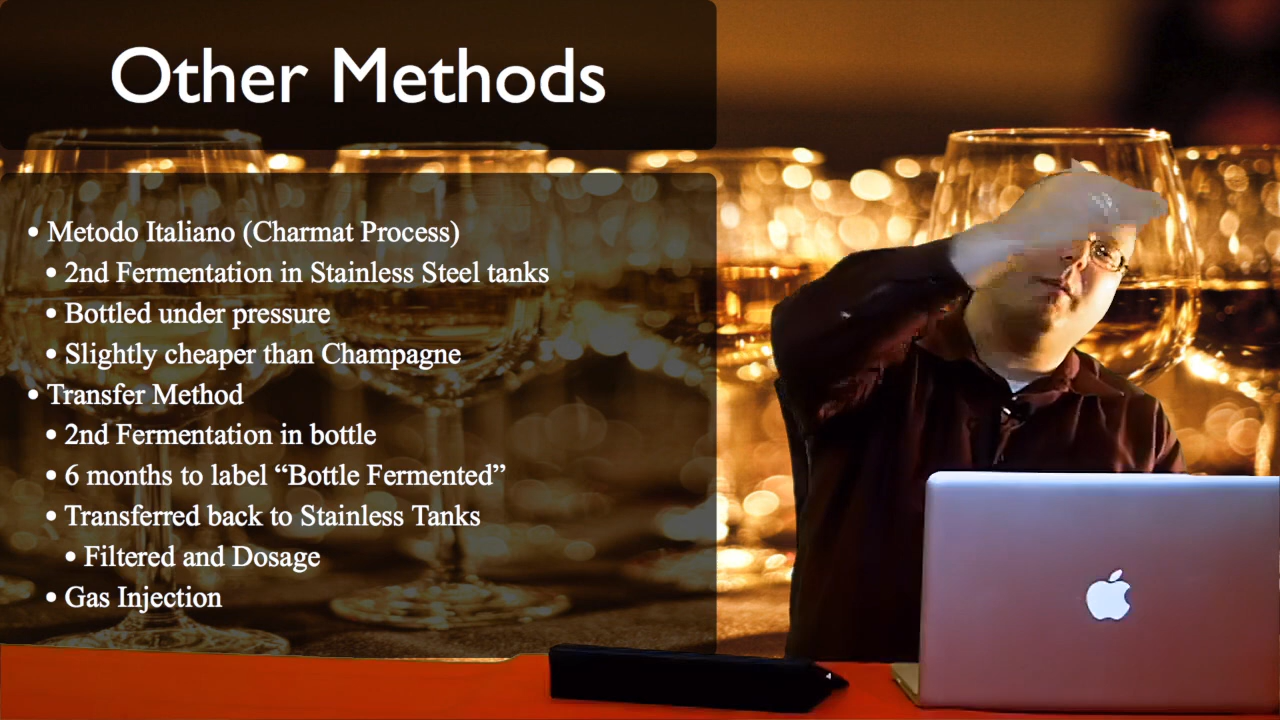 Other Methods
• Metodo Italiano (Charmat Process)
• 2nd Fermentation in Stainless Steel tanks
• Bottled under pressure
• Slightly cheaper than Champagne
• Transfer Method
• 2nd Fermentation in bottle
• 6 months to label “Bottle Fermented”
• Transferred back to Stainless Tanks
• Filtered and Dosage
• Gas Injection